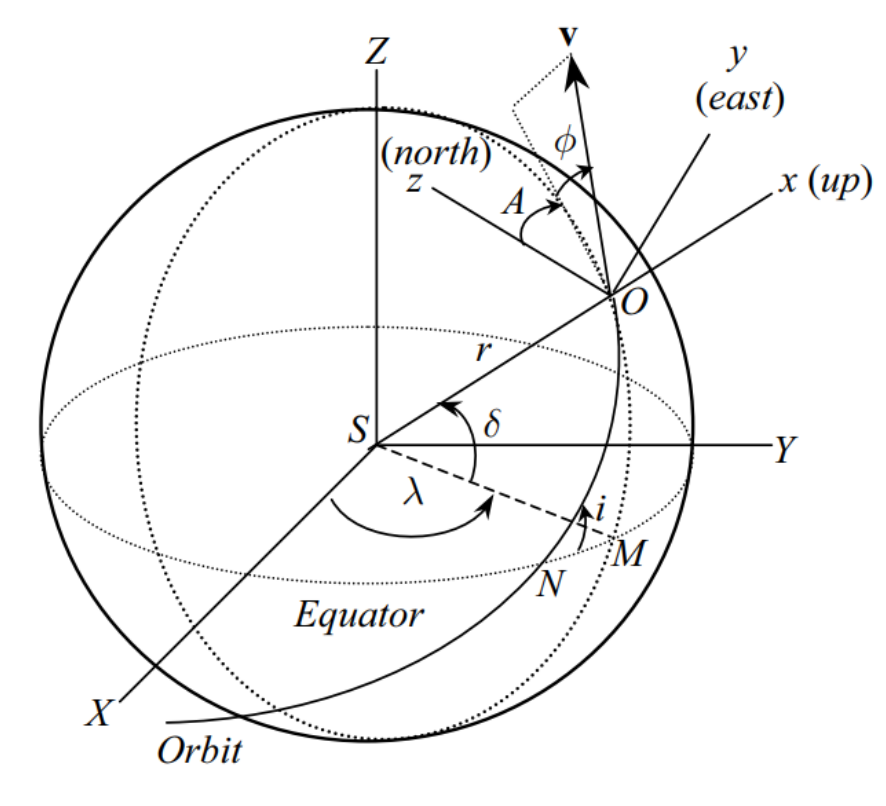 v
Z
y
(east)
(north)
z
ϕ
A
x (up)
O
r
S
δ
Y
λ
i
M
N
Equator
X
Orbit